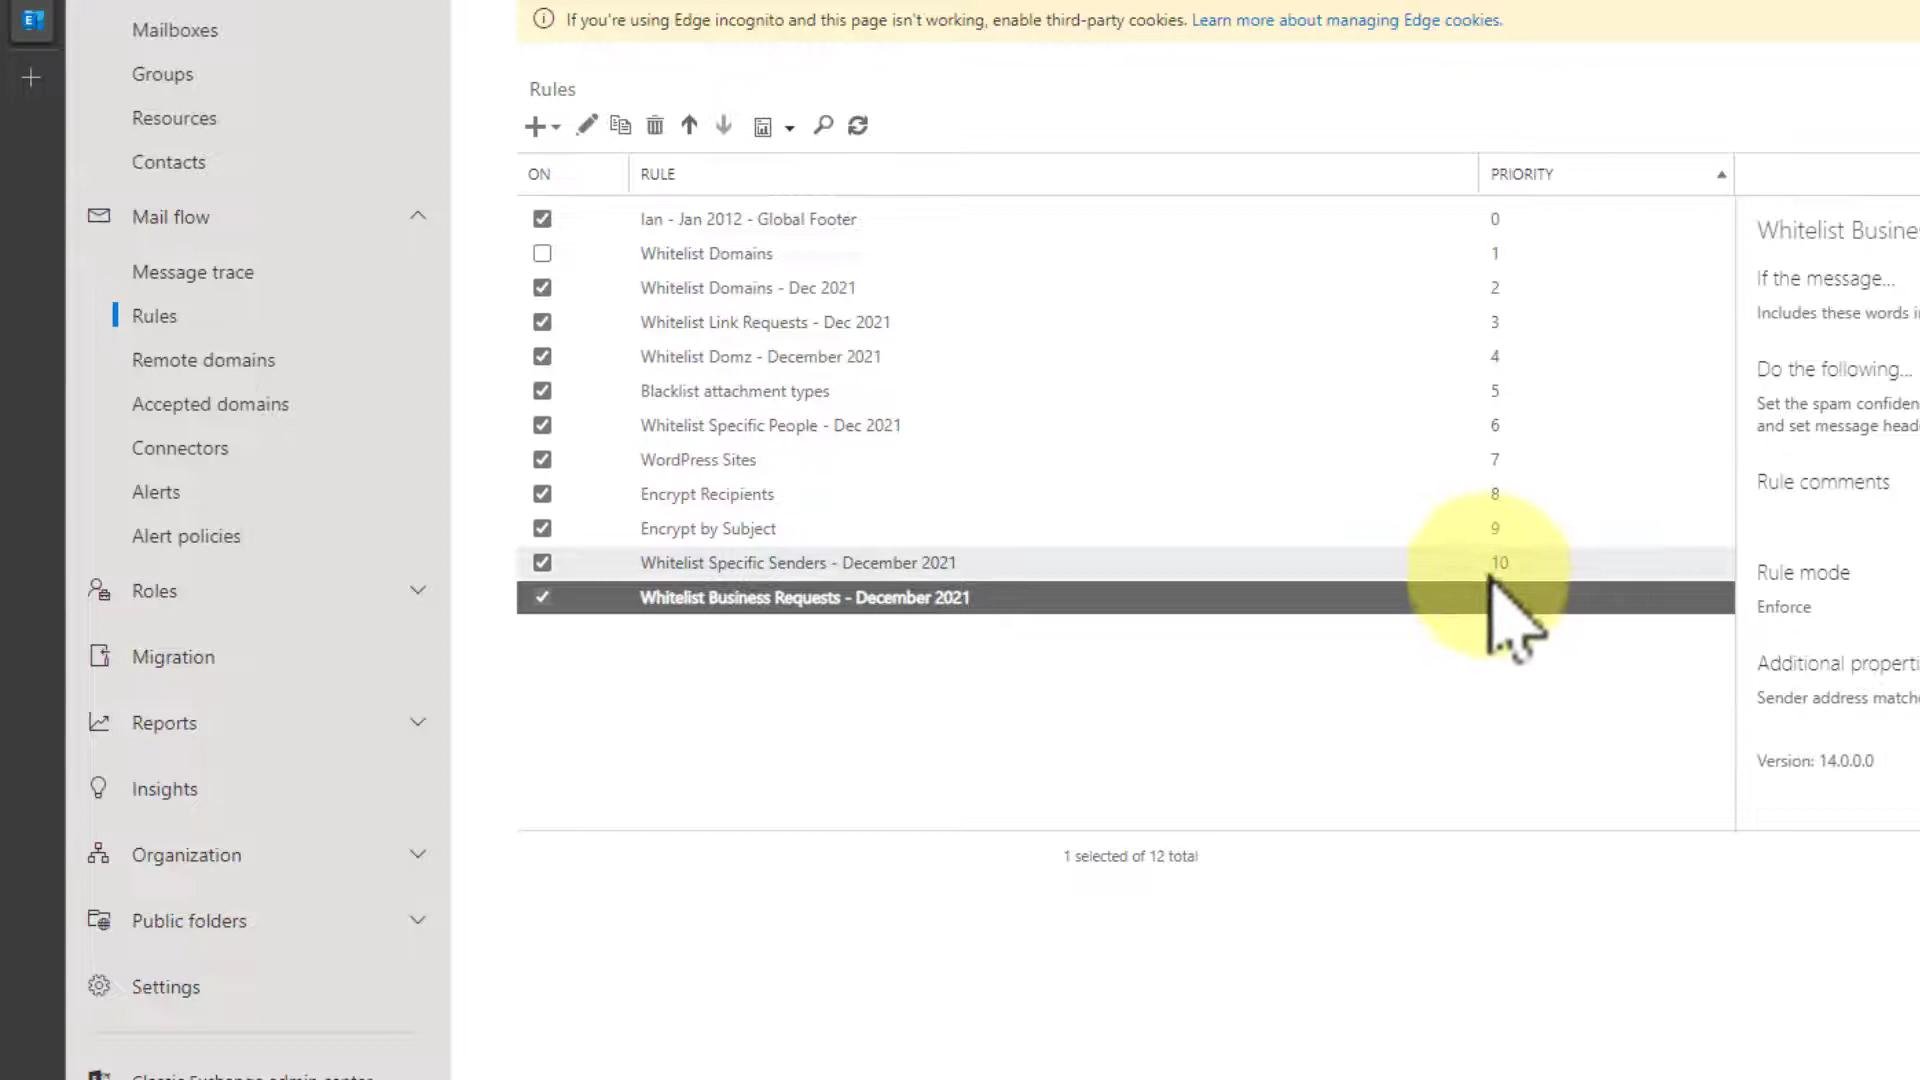 E
If you're using Edge incognito and this page isn't working, enable third-party cookies. Learn more about managing Edge cookies.
Mailboxes
Groups
Resources
Contacts
Mail flow
Message trace
Rules
Remote domains
Accepted domains
Connectors
Alerts
Alert policies
Roles
Migration
Reports
Insights
Organization
Public folders
Settings
Classic Exchange admin center
Rules
ON RULE PRIORITY
Ian - Jan 2012 - Global Footer 0
Whitelist Domains 1
Whitelist Domains - Dec 2021 2
Whitelist Link Requests - Dec 2021 3
Whitelist Domz - December 2021 4
Blacklist attachment types 5
Whitelist Specific People - Dec 2021 6
WordPress Sites 7
Encrypt Recipients 8
Encrypt by Subject 9
Whitelist Specific Senders - December 2021 10
Whitelist Business Requests - December 2021
1 selected of 12 total
Whitelist Busine
If the message...
Includes these words i
Do the following...
Set the spam confiden
and set message head
Rule comments
Rule mode
Enforce
Additional properti
Sender address match
Version: 14.0.0.0